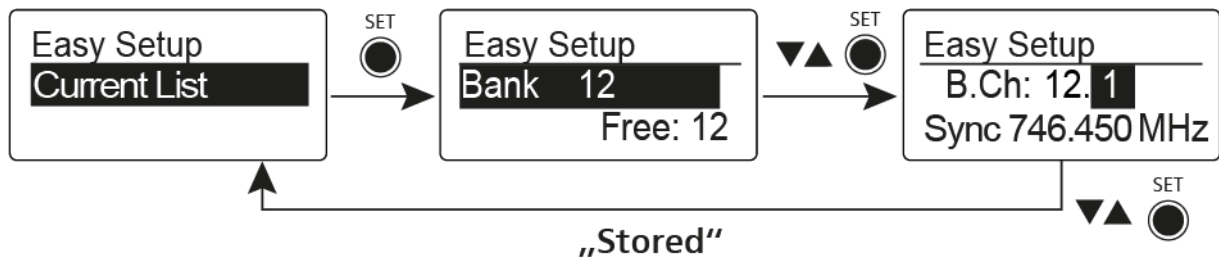 Easy Setup
Current List
SET
Easy Setup
Bank 12
Free: 12
▼▲
SET
Easy Setup
B.Ch: 12. 1
Sync 746.450 MHz
▼▲
SET
„Stored“